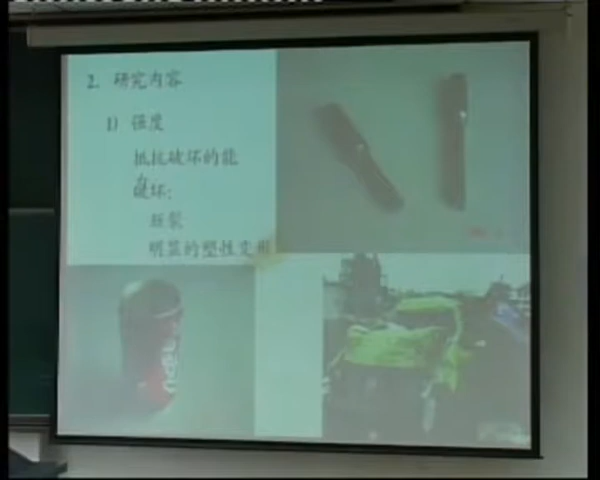 2. 研究内容
1) 强度
抵抗破坏的能
力
破坏:
断裂
明显的塑性变形